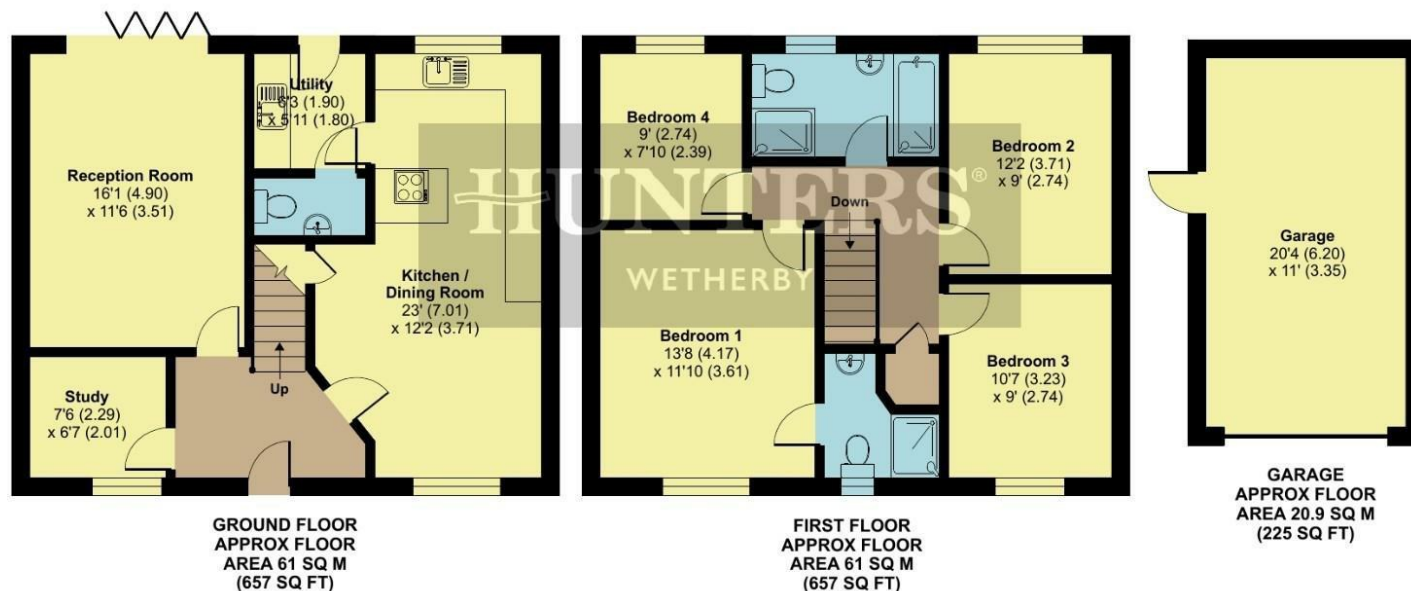 Utility
6'3 (1.90)
x 5'11 (1.80)
Reception Room
16'1 (4.90)
x 11'6 (3.51)
Kitchen /
Dining Room
23' (7.01)
x 12'2 (3.71)
Study
7'6 (2.29)
x 6'7 (2.01)
Up
GROUND FLOOR
APPROX FLOOR
AREA 61 SQ M
(657 SQ FT)
Bedroom 4
9' (2.74)
x 7'10 (2.39)
Bedroom 2
12'2 (3.71)
x 9' (2.74)
HUNTERS®
WETHERBY
Down
Bedroom 1
13'8 (4.17)
x 11'10 (3.61)
Bedroom 3
10'7 (3.23)
x 9' (2.74)
FIRST FLOOR
APPROX FLOOR
AREA 61 SQ M
(657 SQ FT)
Garage
20'4 (6.20)
x 11' (3.35)
GARAGE
APPROX FLOOR
AREA 20.9 SQ M
(225 SQ FT)